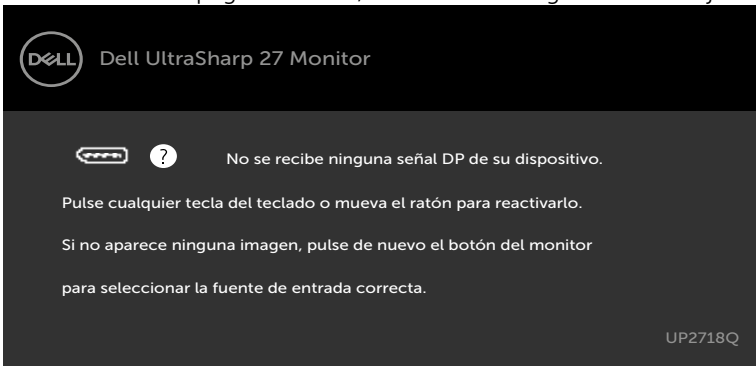 DELL
Dell UltraSharp 27 Monitor
?
No se recibe ninguna señal DP de su dispositivo.
Pulse cualquier tecla del teclado o mueva el ratón para reactivarlo.
Si no aparece ninguna imagen, pulse de nuevo el botón del monitor
para seleccionar la fuente de entrada correcta.
UP2718Q